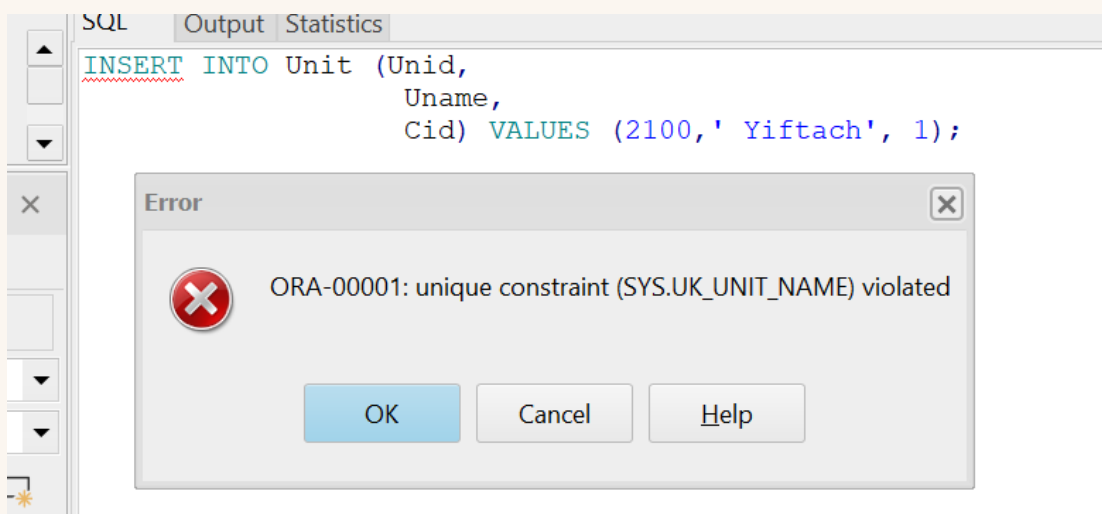 SQL Output Statistics
INSERT INTO Unit (Unid,
Uname,
Cid) VALUES (2100,' Yiftach', 1);
Error
ORA-00001: unique constraint (SYS.UK_UNIT_NAME) violated
OK Cancel Help